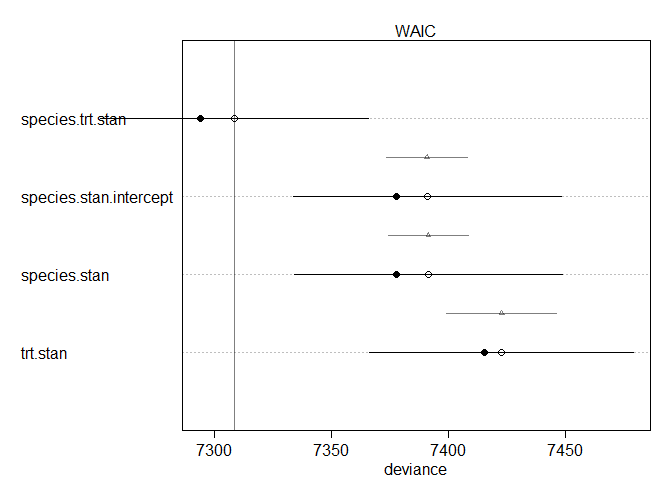 WAIC
species.trt.stan
species.stan.intercept
species.stan
trt.stan
7300 7350 7400 7450
deviance